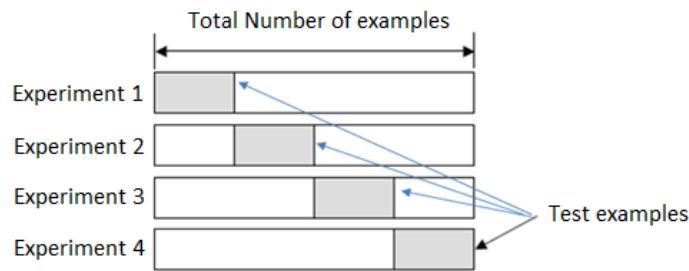 Total Number of examples
Experiment 1
Experiment 2
Experiment 3
Test examples
Experiment 4